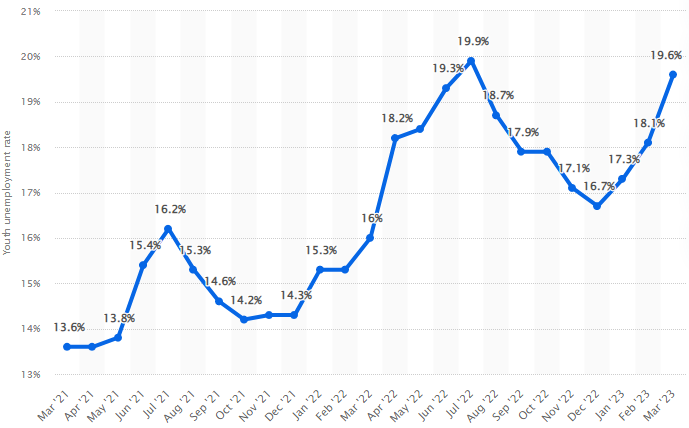 21%
20%
19%
18%
17%
16%
15%
14%
13%
Youth unemployment rate
13.6%
13.8%
15.4%
16.2%
15.3%
14.6%
14.2%
14.3%
15.3%
16%
18.2%
19.3%
19.9%
18.7%
17.9%
17.1%
16.7%
17.3%
18.1%
19.6%
Mar '21
Apr '21
May '21
Jun '21
Jul '21
Aug '21
Sep '21
Oct '21
Nov '21
Dec '21
Jan '22
Feb '22
Mar '22
Apr '22
May '22
Jun '22
Jul '22
Aug '22
Sep '22
Oct '22
Nov '22
Dec '22
Jan '23
Feb '23
Mar '23